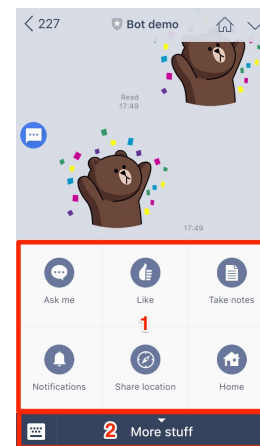 227 Bot demo
Read
17:49
17:49
Ask me Like Take notes
1
Notifications Share location Home
2 More stuff